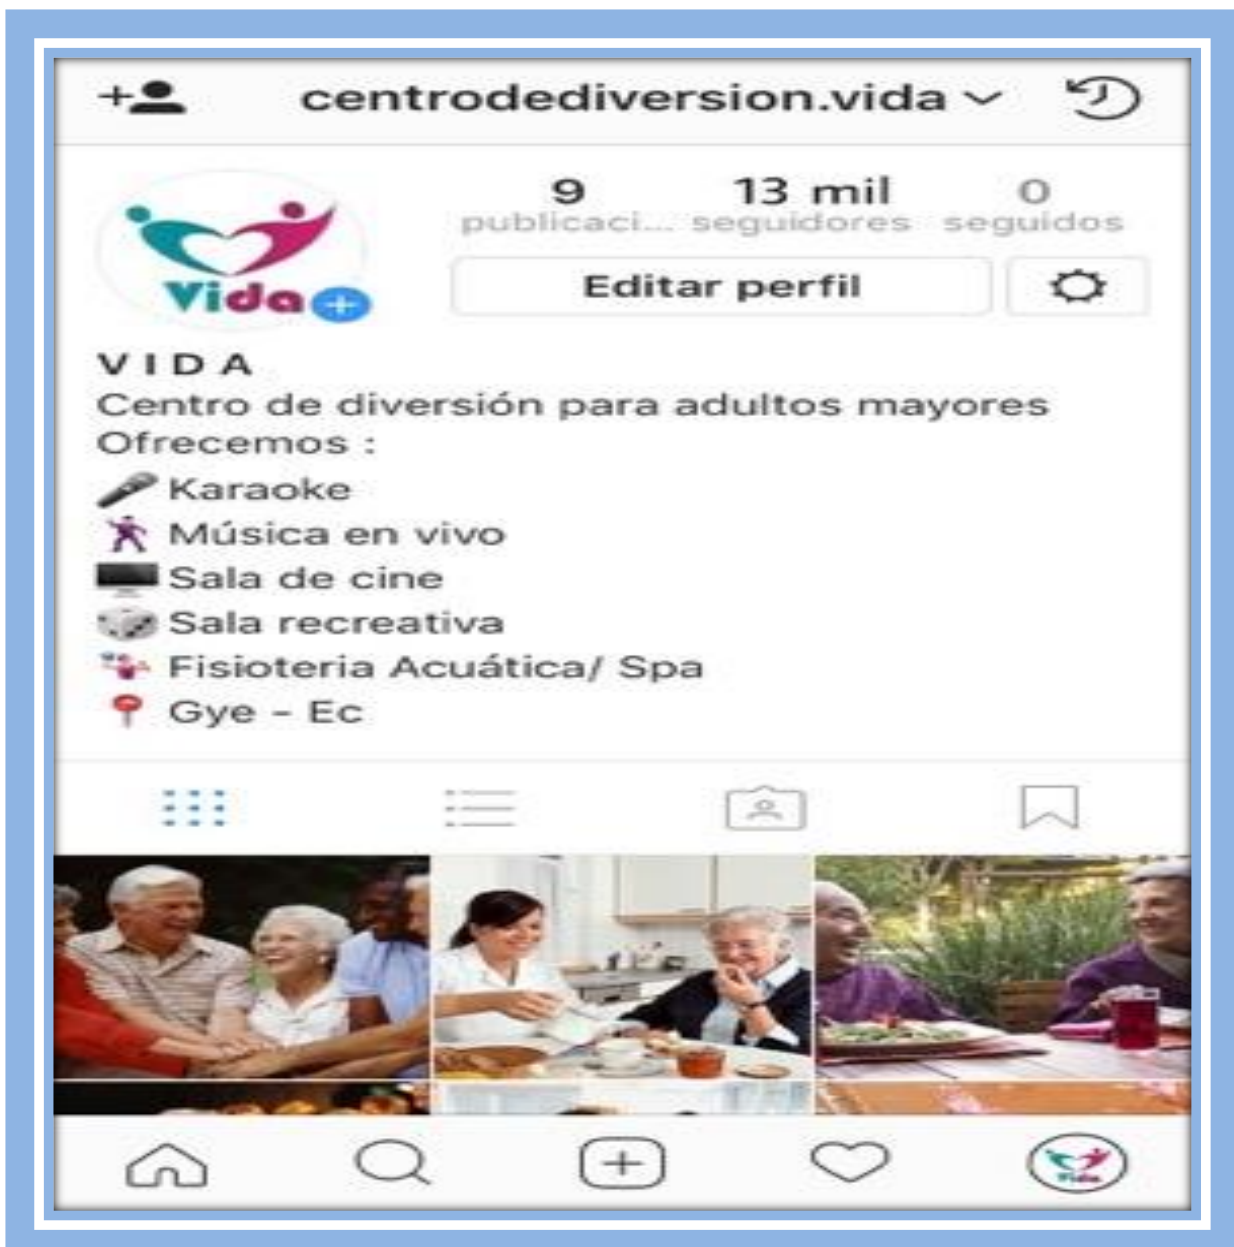 centrodediversion.vida
9 13 mil 0
publicaci... seguidores seguidos
Editar perfil
Vida
V I D A
Centro de diversión para adultos mayores
Ofrecemos :
Karaoke
Música en vivo
Sala de cine
Sala recreativa
Fisioteria Acuática/ Spa
Gye - Ec
Vida